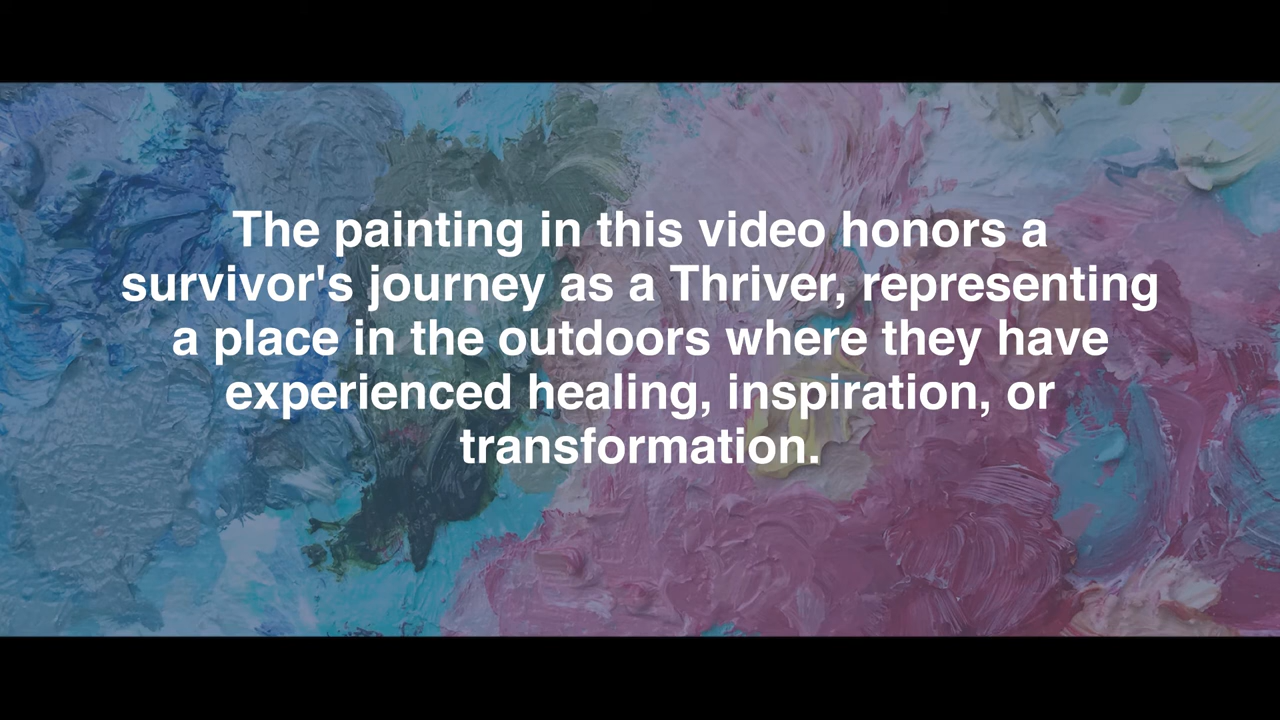 The painting in this video honors a
survivor's journey as a Thriver, representing
a place in the outdoors where they have
experienced healing, inspiration, or
transformation.